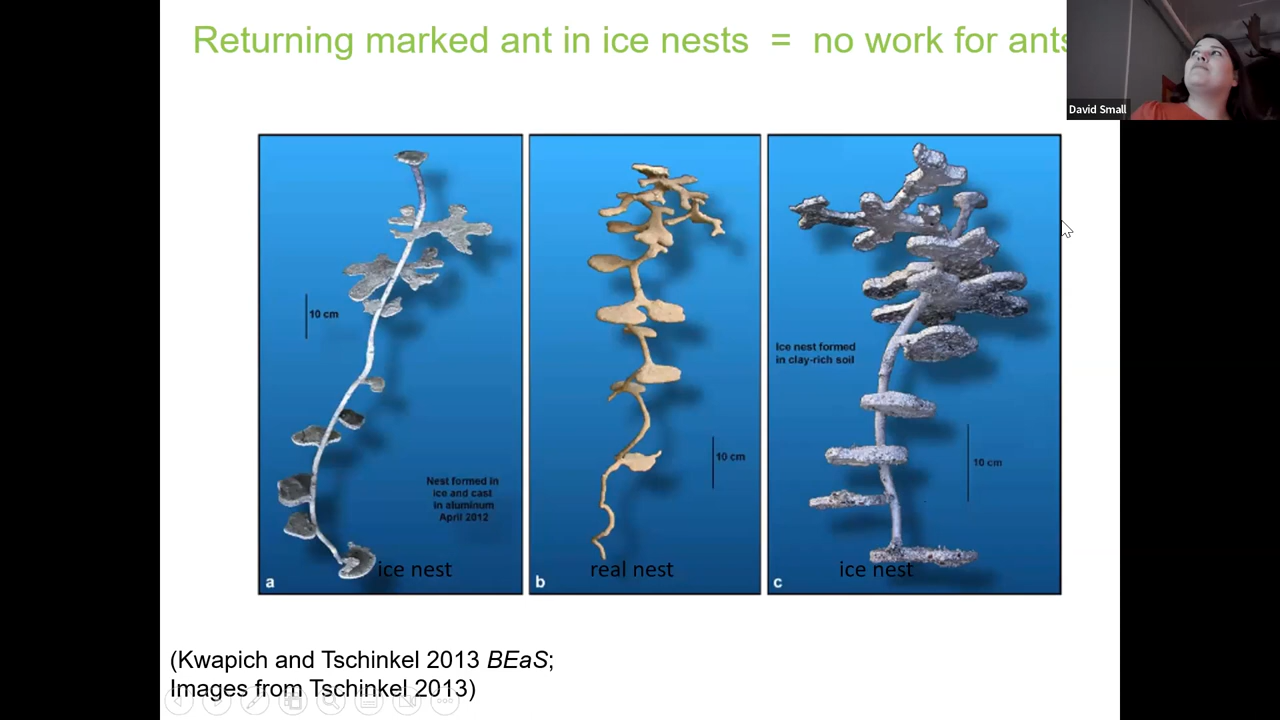 Returning marked ant in ice nests = no work for ants
David Small
10 cm
Nest formed in
ice and cast
in aluminum
April 2012
ice nest
a
10 cm
real nest
b
Ice nest formed
in clay-rich soil
10 cm
ice nest
c
(Kwapich and Tschinkel 2013 BEaS;
Images from Tschinkel 2013)